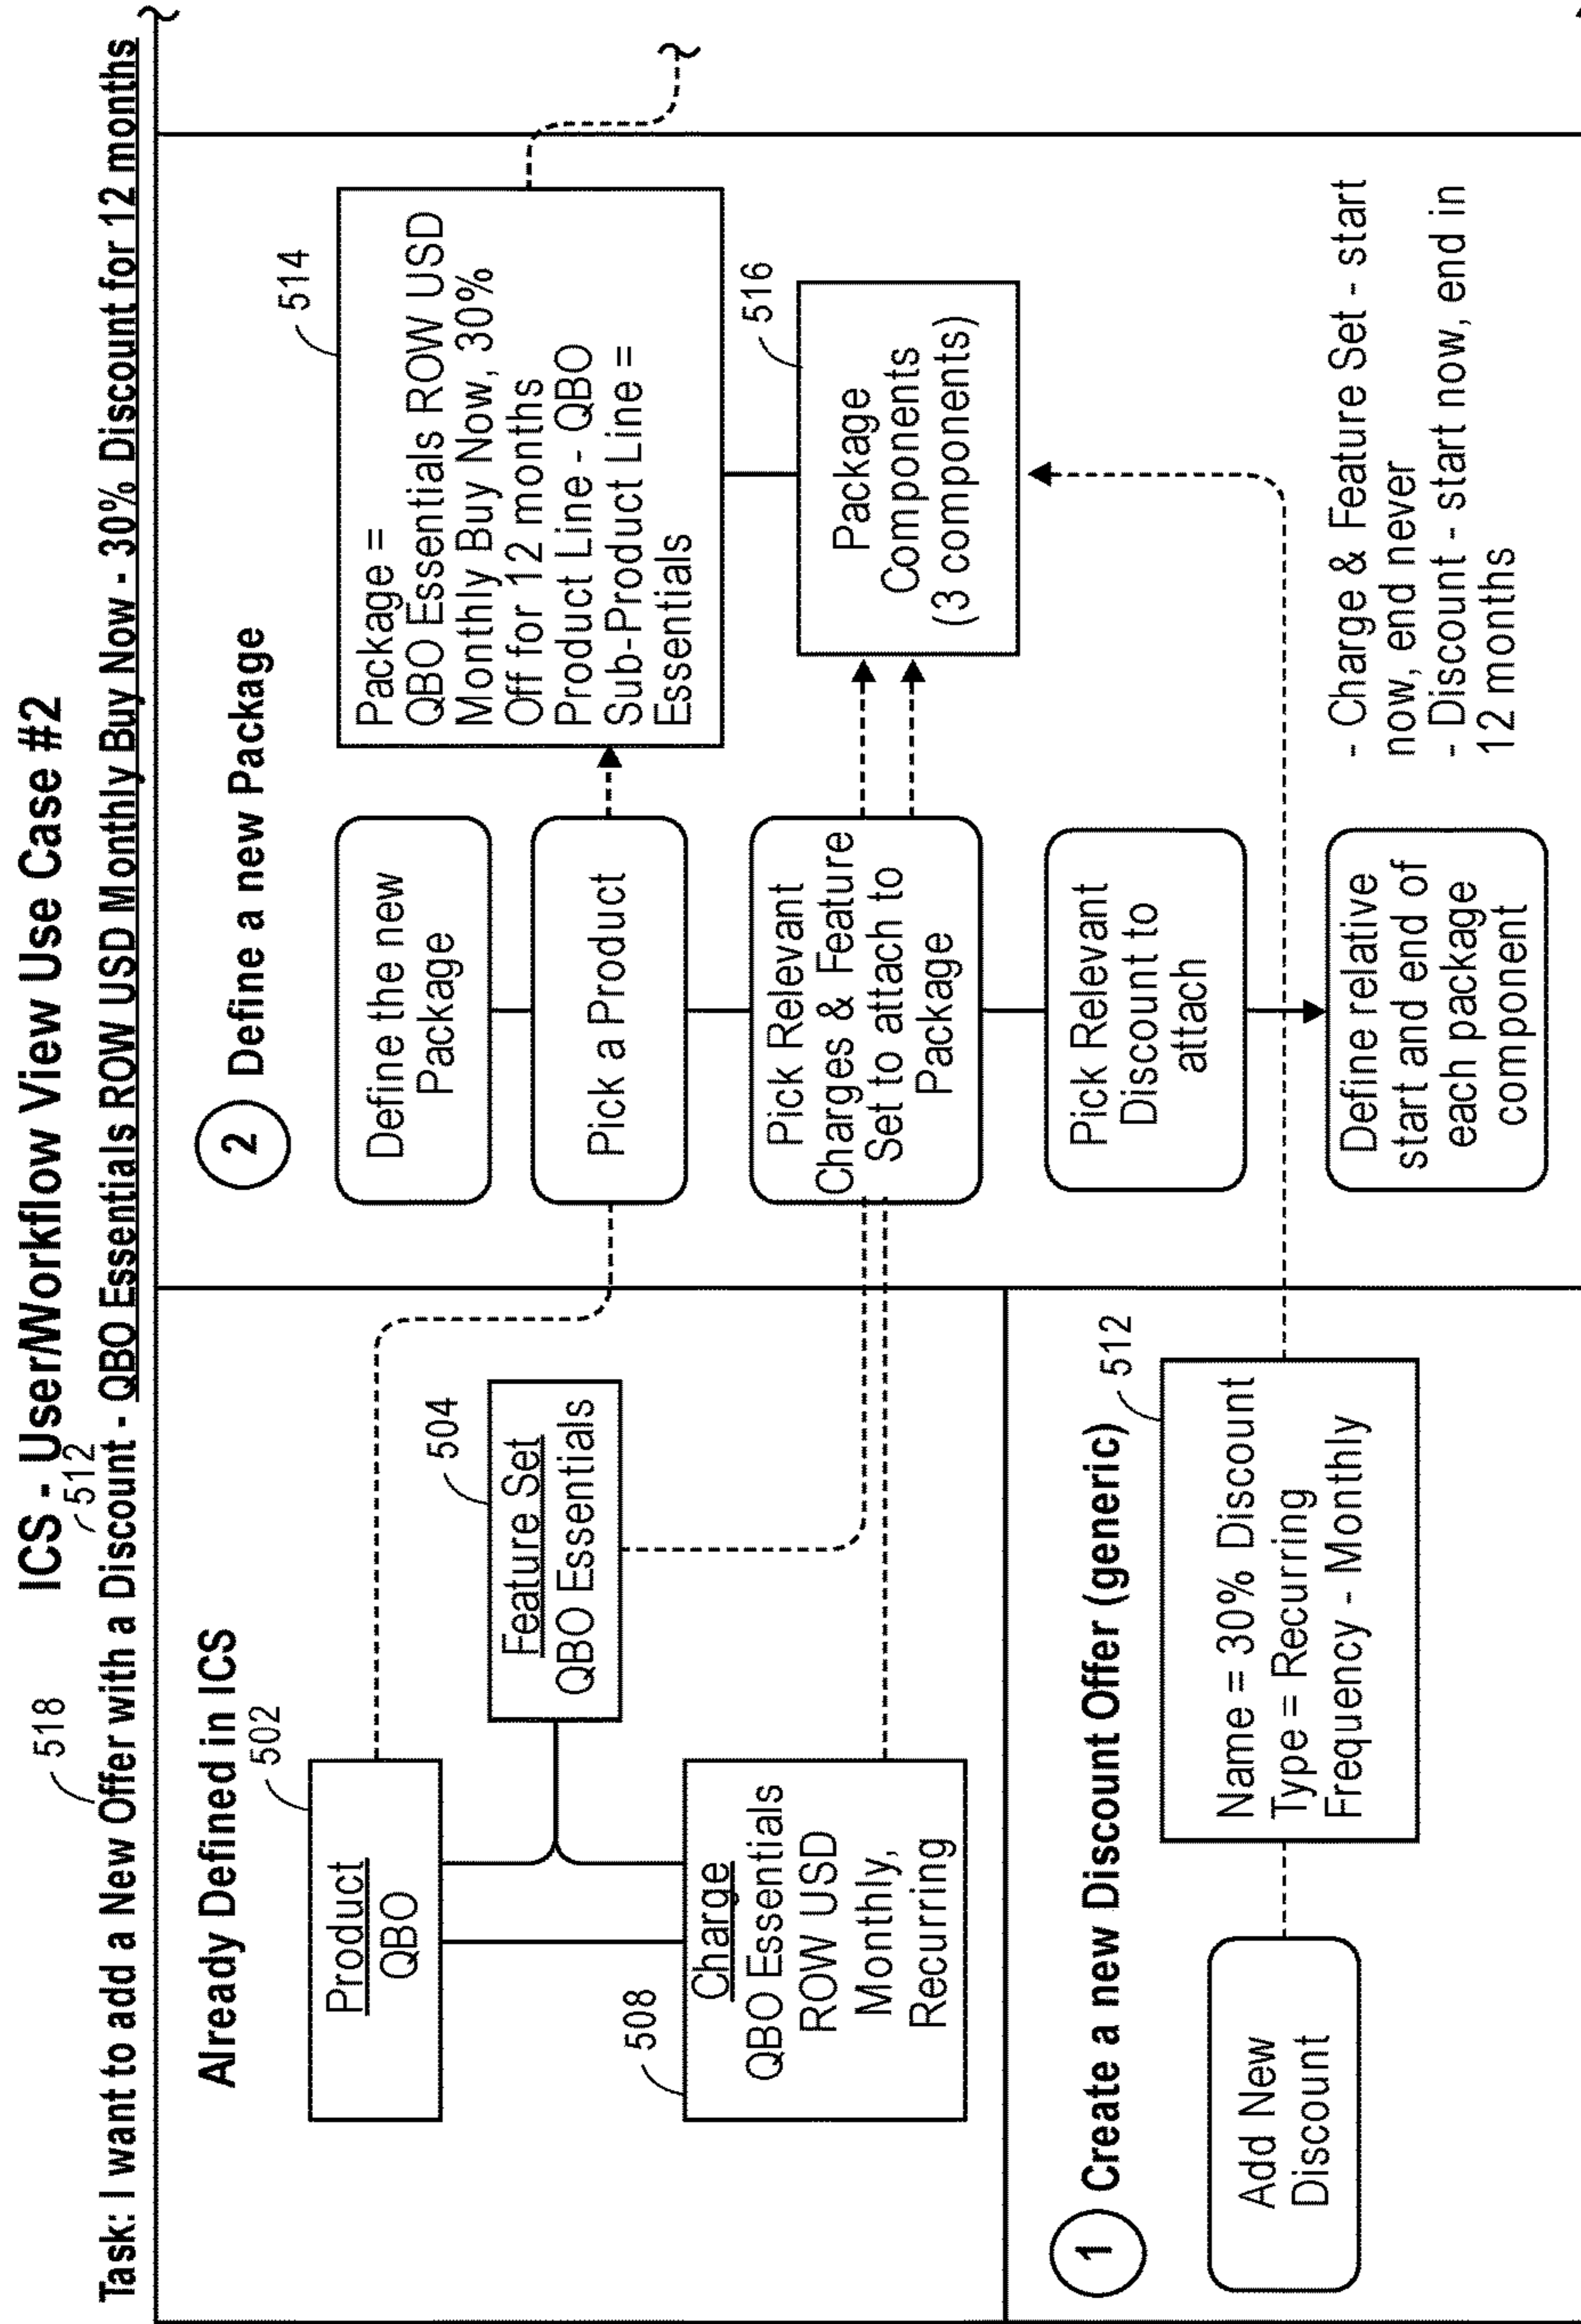 ICS - User/Workflow View Use Case #2
518
512
Task: I want to add a New Offer with a Discount - QBO Essentials ROW USD Monthly Buy Now - 30% Discount for 12 months
Already Defined in ICS
502
Product
QBO
504
Feature Set
QBO Essentials
508
Charge
QBO Essentials
ROW USD
Monthly,
Recurring
1
Create a new Discount Offer (generic)
Add New
Discount
512
Name = 30% Discount
Type = Recurring
Frequency - Monthly
2
Define a new Package
Define the new
Package
Pick a Product
Pick Relevant
Charges & Feature
Set to attach to
Package
Pick Relevant
Discount to
attach
Define relative
start and end of
each package
component
514
Package =
QBO Essentials ROW USD
Monthly Buy Now, 30%
Off for 12 months
Product Line - QBO
Sub-Product Line =
Essentials
516
Package
Components
(3 components)
- Charge & Feature Set - start
now, end never
- Discount - start now, end in
12 months